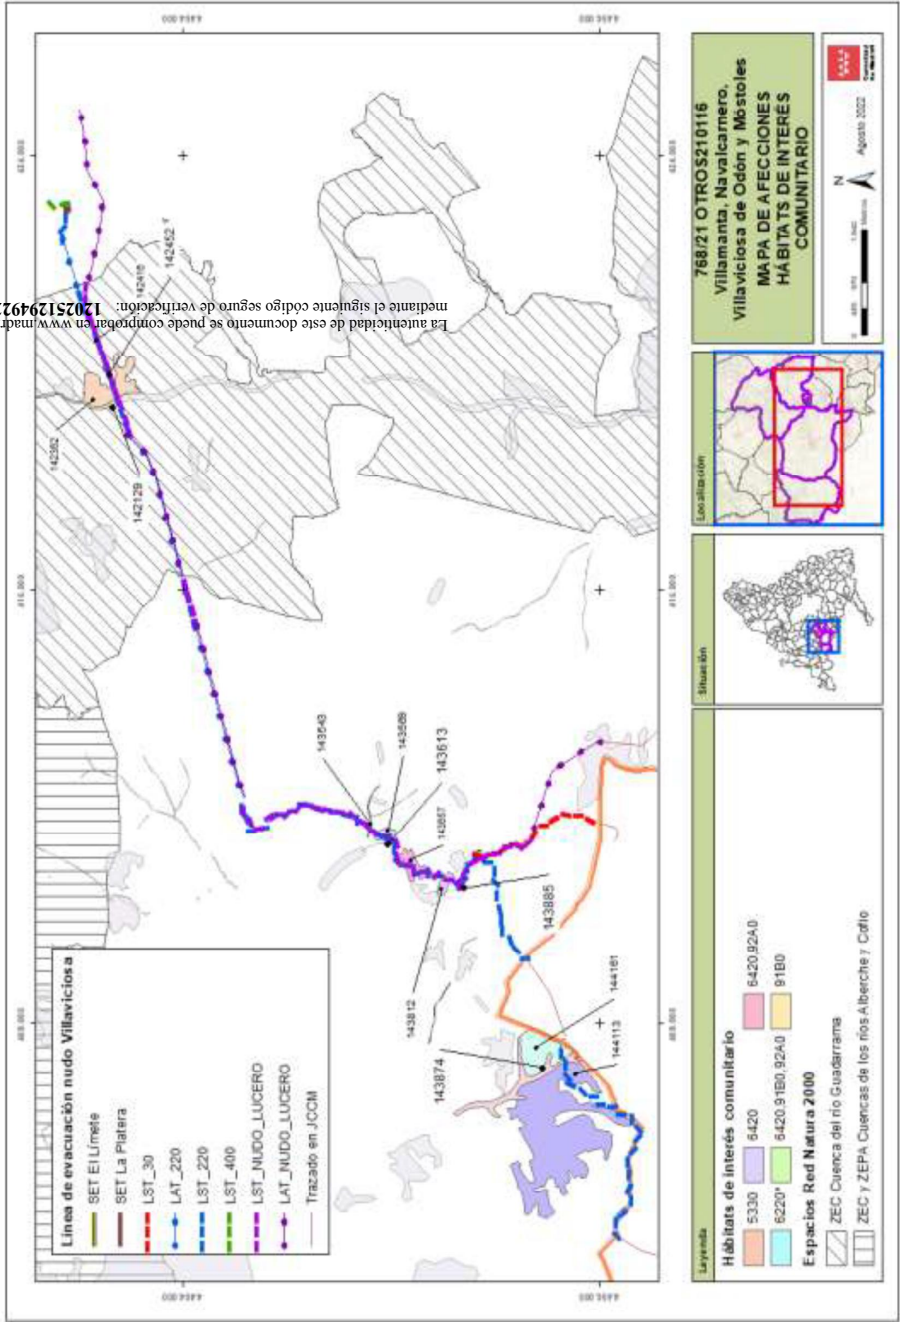 768/21 OTROS210116
Villamanta, Navalcarnero,
Villaviciosa de Odón y Móstoles
MAPA DE AFECCIONES
HÁBITATS DE INTERÉS
COMUNITARIO
N
Agosto 2022
Comunidad de Madrid
Localización
Situación
Leyenda
Hábitats de interés comunitario
5330
6420
6420,92A0
6220*
6420,91B0,92A0
91B0
Espacios Red Natura 2000
ZEC Cuenca del río Guadarrama
ZEC y ZEPA Cuencas de los ríos Alberche y Cofio
Línea de evacuación nudo Villaviciosa
SET El Límete
SET La Platera
LST_30
LAT_220
LST_220
LST_400
LST_NUDO_LUCERO
LAT_NUDO_LUCERO
Trazado en JCCM
142362
142129
142416
142452
143543
143569
143613
143657
143812
143885
143874
144161
144113
La autenticidad de este documento se puede comprobar en www.madr
mediante el siguiente código seguro de verificación: